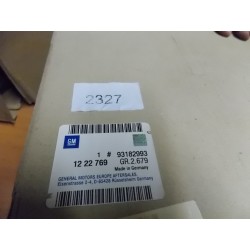 2327
GM
1 # 93182993
12 22 769 GR.2.679
Made in Germany
GENERAL MOTORS EUROPE AFTERSALES,
Eisenstrasse 2-4, D-65428 Rüsselsheim Germany